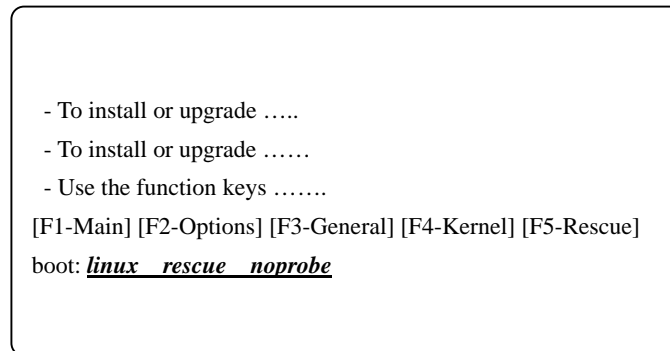 - To install or upgrade …..
- To install or upgrade ……
- Use the function keys …….
[F1-Main] [F2-Options] [F3-General] [F4-Kernel] [F5-Rescue]
boot: linux rescue noprobe